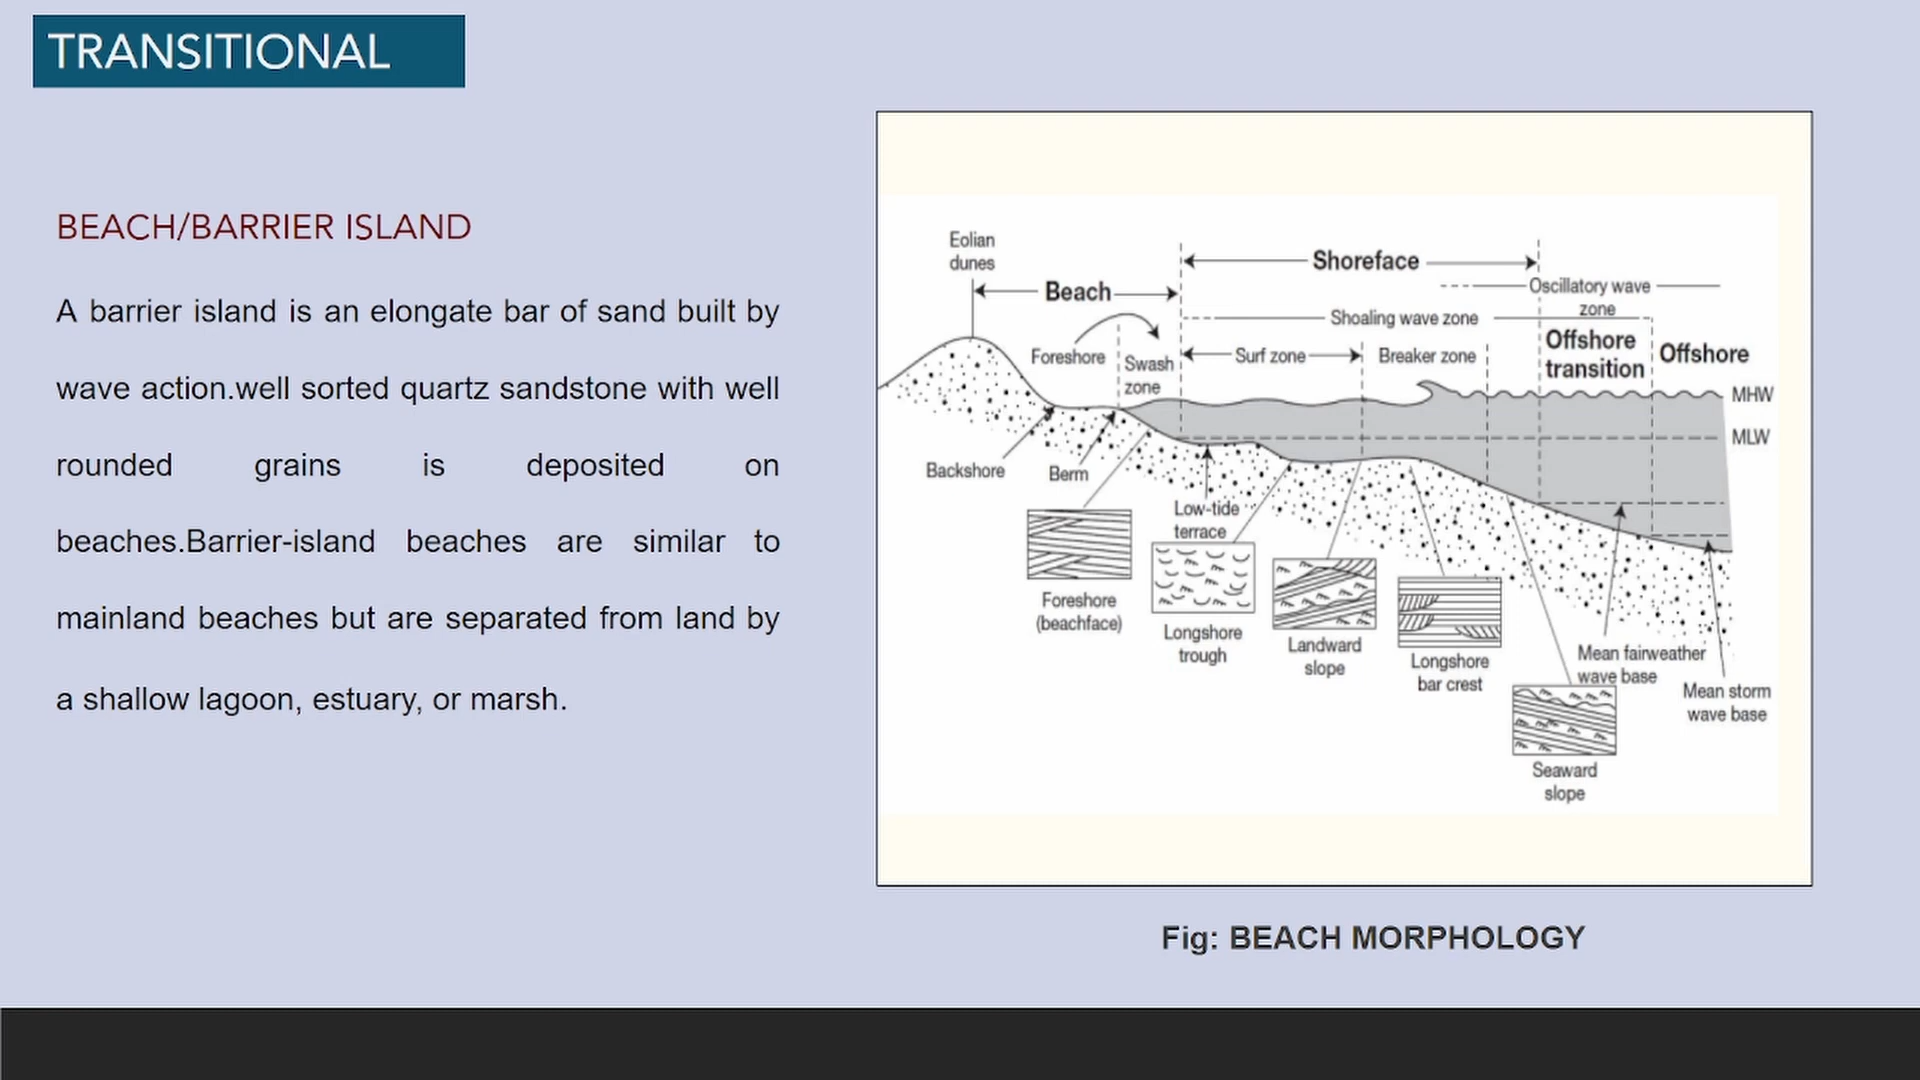 TRANSITIONAL
BEACH/BARRIER ISLAND
A barrier island is an elongate bar of sand built by
wave action.well sorted quartz sandstone with well
rounded grains is deposited on
beaches.Barrier-island beaches are similar to
mainland beaches but are separated from land by
a shallow lagoon, estuary, or marsh.
Eolian
dunes
Beach
Shoreface
Oscillatory wave
zone
Shoaling wave zone
Foreshore
Swash
zone
Surf zone
Breaker zone
Offshore
transition
Offshore
MHW
MLW
Backshore
Berm
Low-tide
terrace
Foreshore
(beachface)
Longshore
trough
Landward
slope
Longshore
bar crest
Mean fairweather
wave base
Mean storm
wave base
Seaward
slope
Fig: BEACH MORPHOLOGY